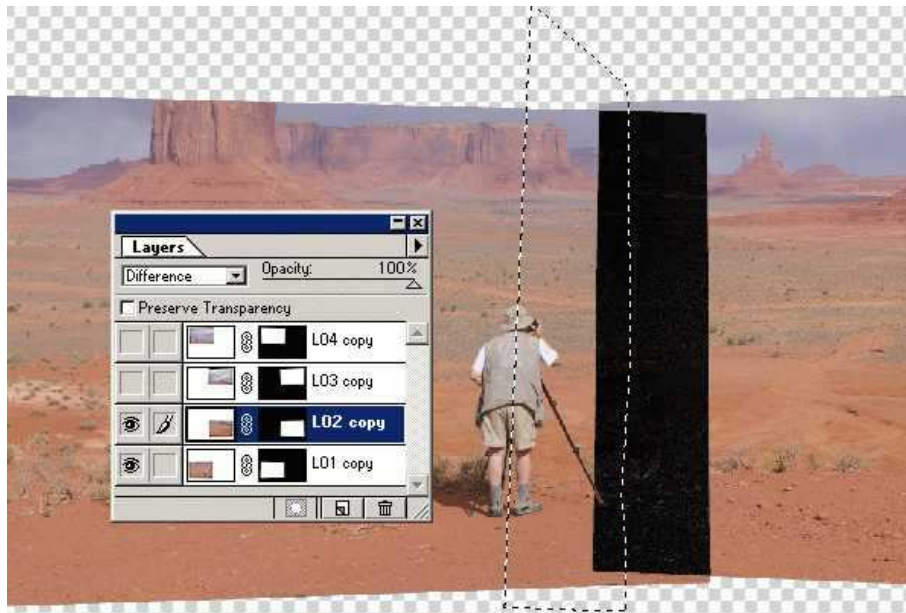 Layers
Difference Opacity: 100%
Preserve Transparency
L04 copy
L03 copy
L02 copy
L01 copy